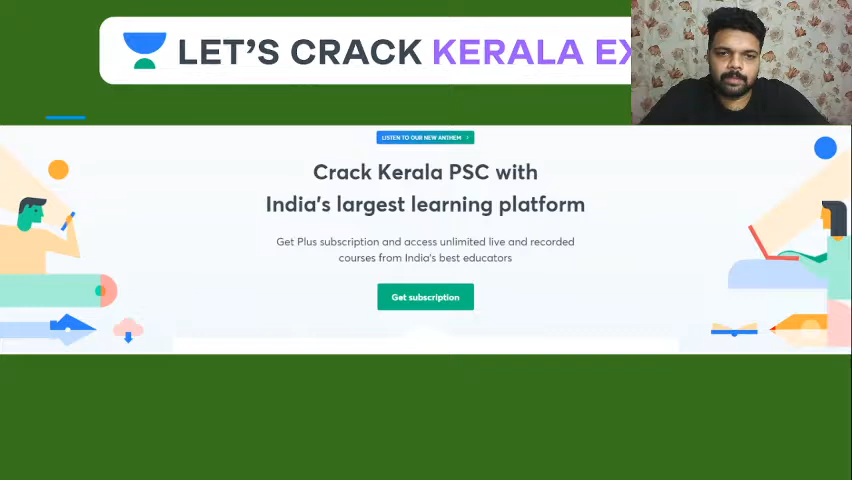 LET'S CRACK KERALA EX
LISTEN TO OUR NEW ANTHEM >
Crack Kerala PSC with
India's largest learning platform
Get Plus subscription and access unlimited live and recorded
courses from India's best educators
Get subscription